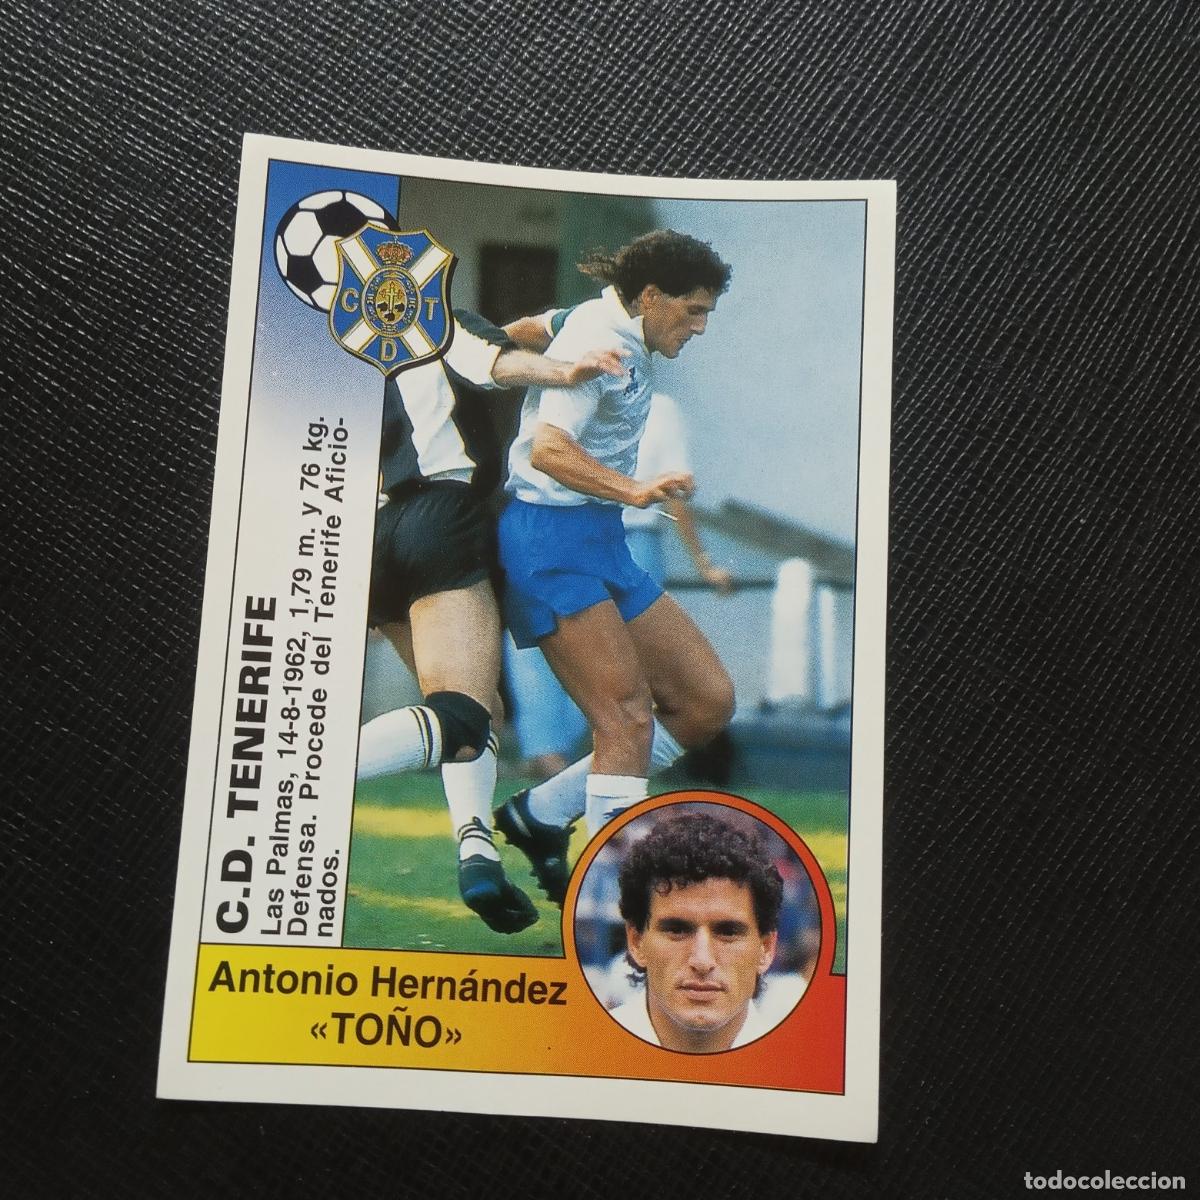 C T
D
C.D. TENERIFE
Las Palmas, 14-8-1962, 1,79 m. y 76 kg.
Defensa. Procede del Tenerife Aficio-
nados.
Antonio Hernández
«TOÑO»
todocoleccion